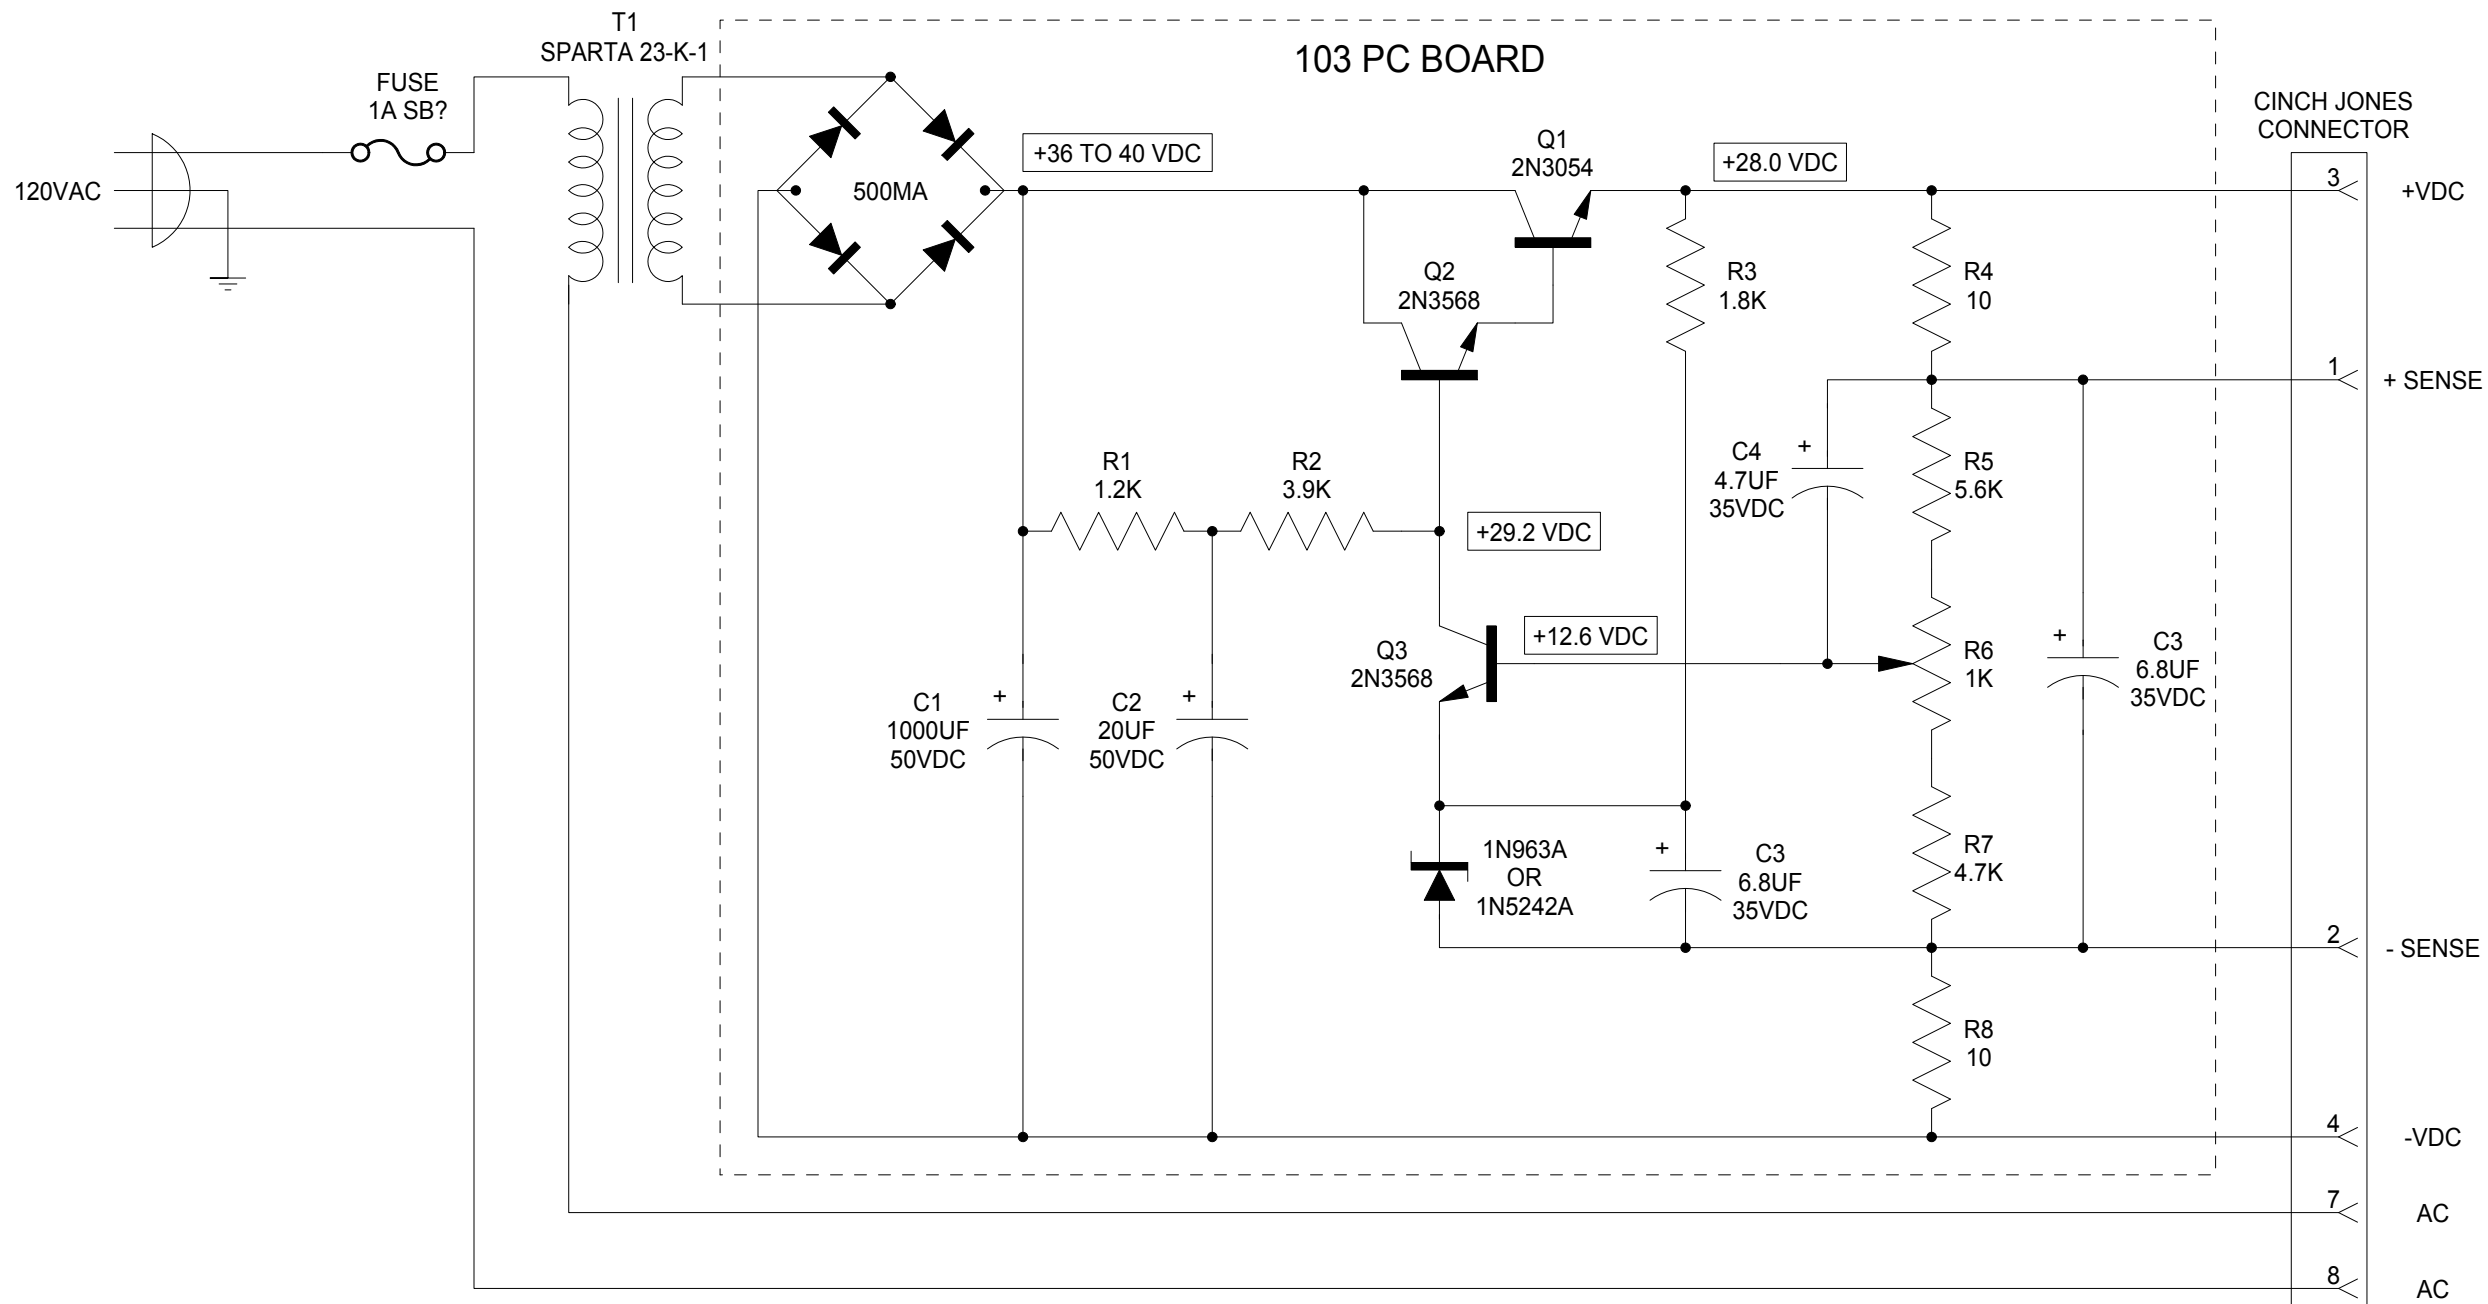 T1
SPARTA 23-K-1
103 PC BOARD
FUSE
1A SB?
120VAC
500MA
+36 TO 40 VDC
Q1
2N3054
+28.0 VDC
CINCH JONES
CONNECTOR
3
+VDC
Q2
2N3568
R3
1.8K
R4
10
1
+ SENSE
R1
1.2K
R2
3.9K
+29.2 VDC
C4
4.7UF
35VDC
+
R5
5.6K
Q3
2N3568
+12.6 VDC
R6
1K
+
C3
6.8UF
35VDC
C1
1000UF
50VDC
+
C2
20UF
50VDC
+
1N963A
OR
1N5242A
+
C3
6.8UF
35VDC
R7
4.7K
2
- SENSE
R8
10
4
-VDC
7
AC
8
AC